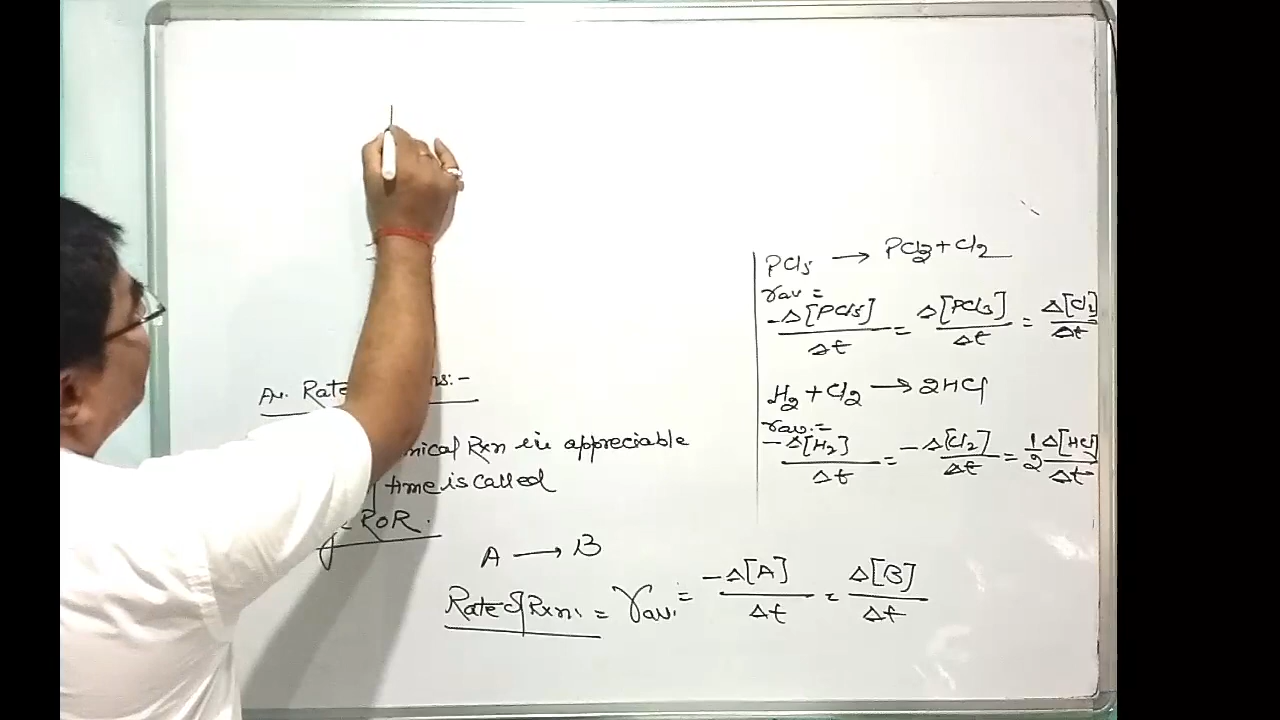 Av. Rate
mical Rxn in appreciable
time is called
ROR.
A ⟶ B
Rate of Rxn. = rav. = -Δ[A]/Δt = Δ[B]/Δt
PCl5 ⟶ PCl3 + Cl2
rav =
-Δ[PCl5]/Δt = Δ[PCl3]/Δt = Δ[Cl2]/Δt
H2 + Cl2 ⟶ 2HCl
rav. =
-Δ[H2]/Δt = -Δ[Cl2]/Δt = 1/2 Δ[HCl]/Δt